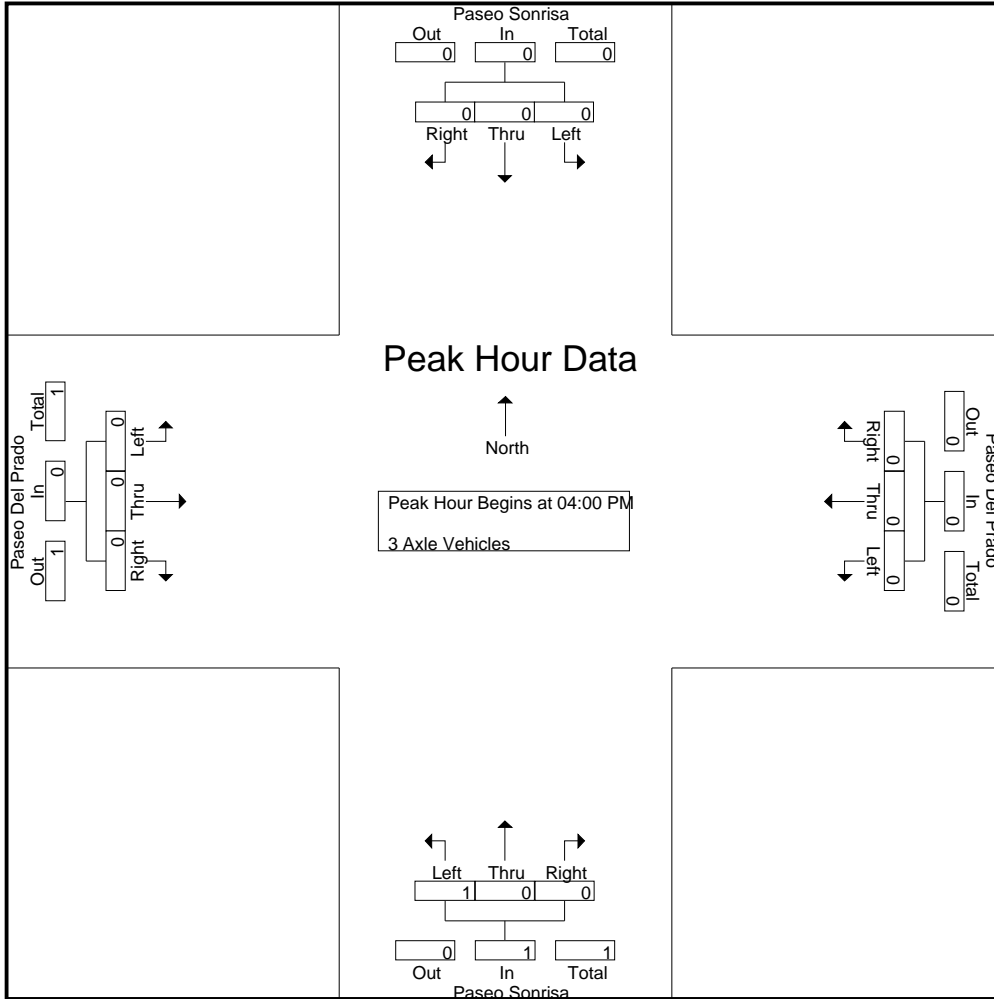 Paseo Sonrisa
Out In Total
0 0 0
0 0 0
Right Thru Left
Peak Hour Data
North
Peak Hour Begins at 04:00 PM
3 Axle Vehicles
Paseo Del Prado
Total In Out
1 0 1
0 0 0
Left Thru Right
Right Thru Left
0 0 0
Out In Total
0 0 0
Paseo Del Prado
Left Thru Right
1 0 0
0 1 1
Out In Total
Paseo Sonrisa